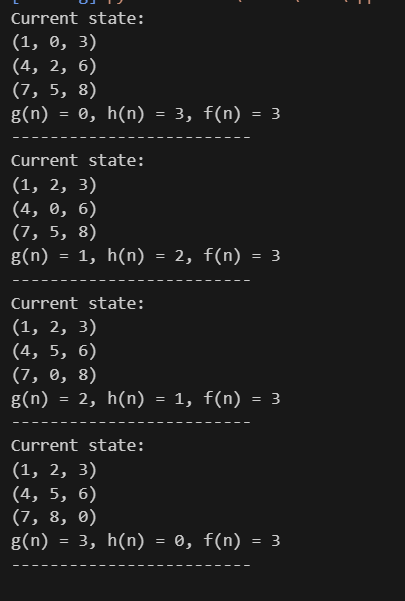 Current state:
(1, 0, 3)
(4, 2, 6)
(7, 5, 8)
g(n) = 0, h(n) = 3, f(n) = 3
--------------------------
Current state:
(1, 2, 3)
(4, 0, 6)
(7, 5, 8)
g(n) = 1, h(n) = 2, f(n) = 3
--------------------------
Current state:
(1, 2, 3)
(4, 5, 6)
(7, 0, 8)
g(n) = 2, h(n) = 1, f(n) = 3
--------------------------
Current state:
(1, 2, 3)
(4, 5, 6)
(7, 8, 0)
g(n) = 3, h(n) = 0, f(n) = 3
--------------------------